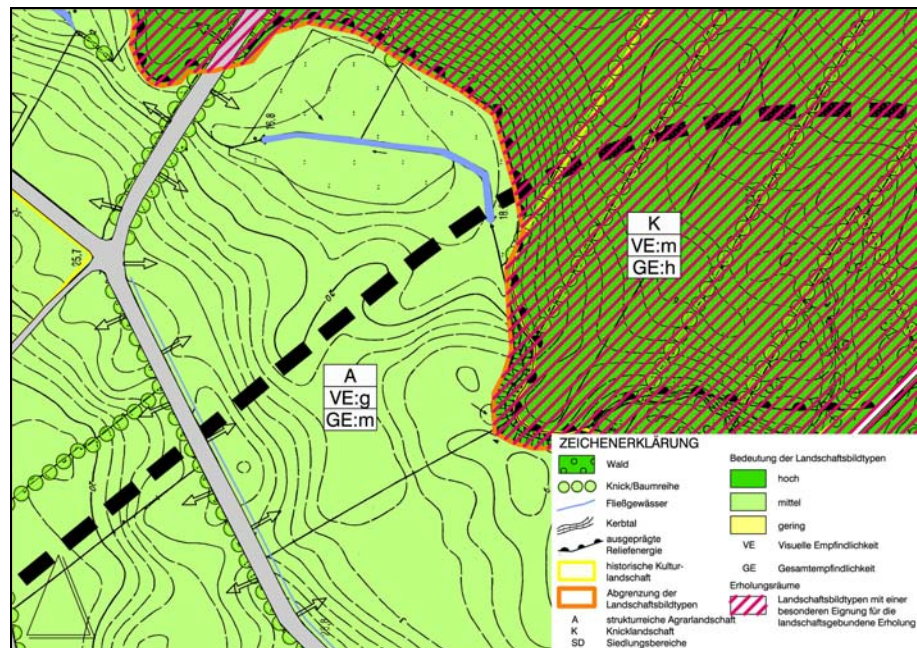 16.8
18.
25.7
20
K
VE:m
GE:h
A
VE:g
GE:m
ZEICHENERKLÄRUNG
Wald
Knick/Baumreihe
Fließgewässer
Kerbtal
ausgeprägte
Reliefenergie
historische Kultur-
landschaft
Abgrenzung der
Landschaftsbildtypen
A strukturreiche Agrarlandschaft
K Knicklandschaft
SD Siedlungsbereiche
Bedeutung der Landschaftsbildtypen
hoch
mittel
gering
VE Visuelle Empfindlichkeit
GE Gesamtempfindlichkeit
Erholungsräume
Landschaftsbildtypen mit einer
besonderen Eignung für die
landschaftsgebundene Erholung